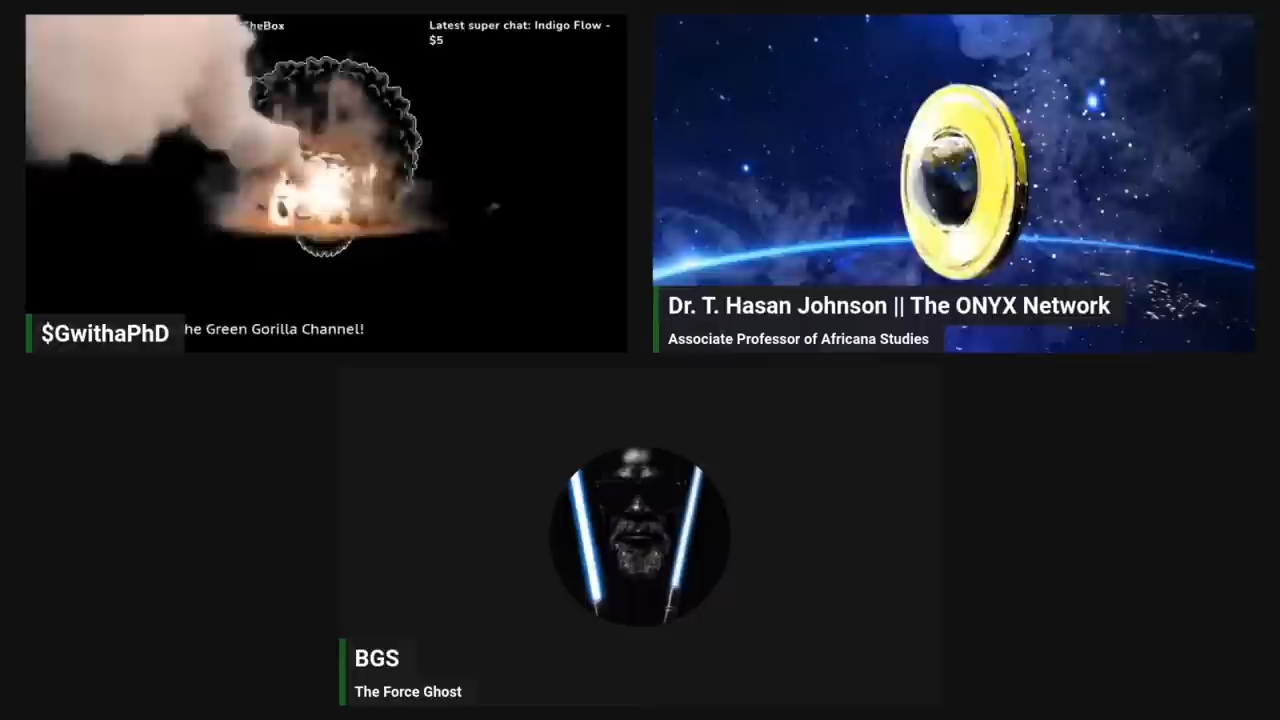 TheBox
Latest super chat: Indigo Flow -
$5
he Green Gorilla Channel!
$GwithaPhD
Dr. T. Hasan Johnson || The ONYX Network
Associate Professor of Africana Studies
BGS
The Force Ghost